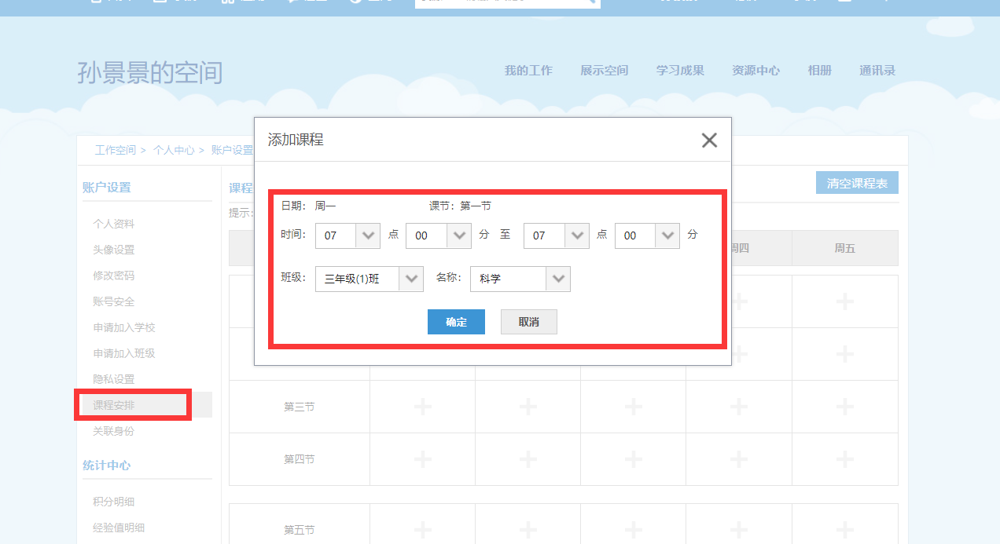 孙景景的空间
我的工作 展示空间 学习成果 资源中心 相册 通讯录
工作空间 > 个人中心 > 账户设置
添加课程
账户设置
课程
清空课程表
提示:
日期: 周一 课节: 第一节
时间: 07 点 00 分 至 07 点 00 分
周四 周五
班级: 三年级(1)班 名称: 科学
确定 取消
个人资料
头像设置
修改密码
账号安全
申请加入学校
申请加入班级
隐私设置
课程安排
关联身份
第三节
第四节
第五节
统计中心
积分明细
经验值明细